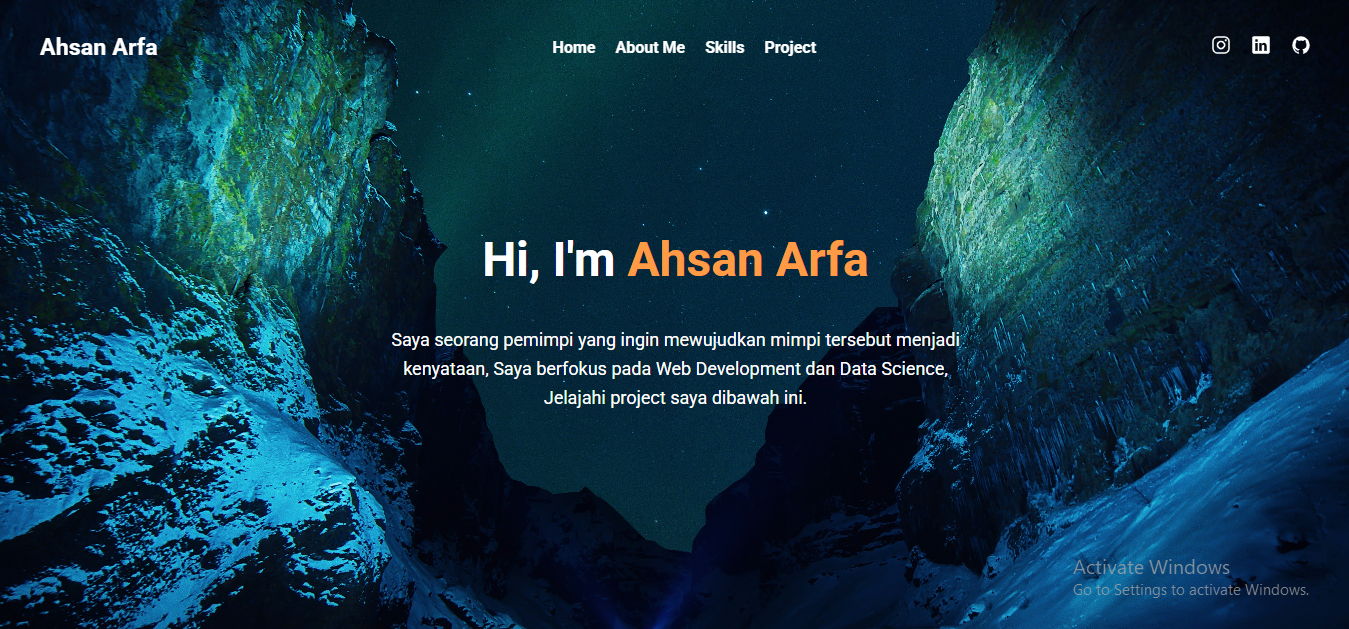 Ahsan Arfa
Home About Me Skills Project
Hi, I'm Ahsan Arfa
Saya seorang pemimpi yang ingin mewujudkan mimpi tersebut menjadi
kenyataan, Saya berfokus pada Web Development dan Data Science,
Jelajahi project saya dibawah ini.
Activate Windows
Go to Settings to activate Windows.